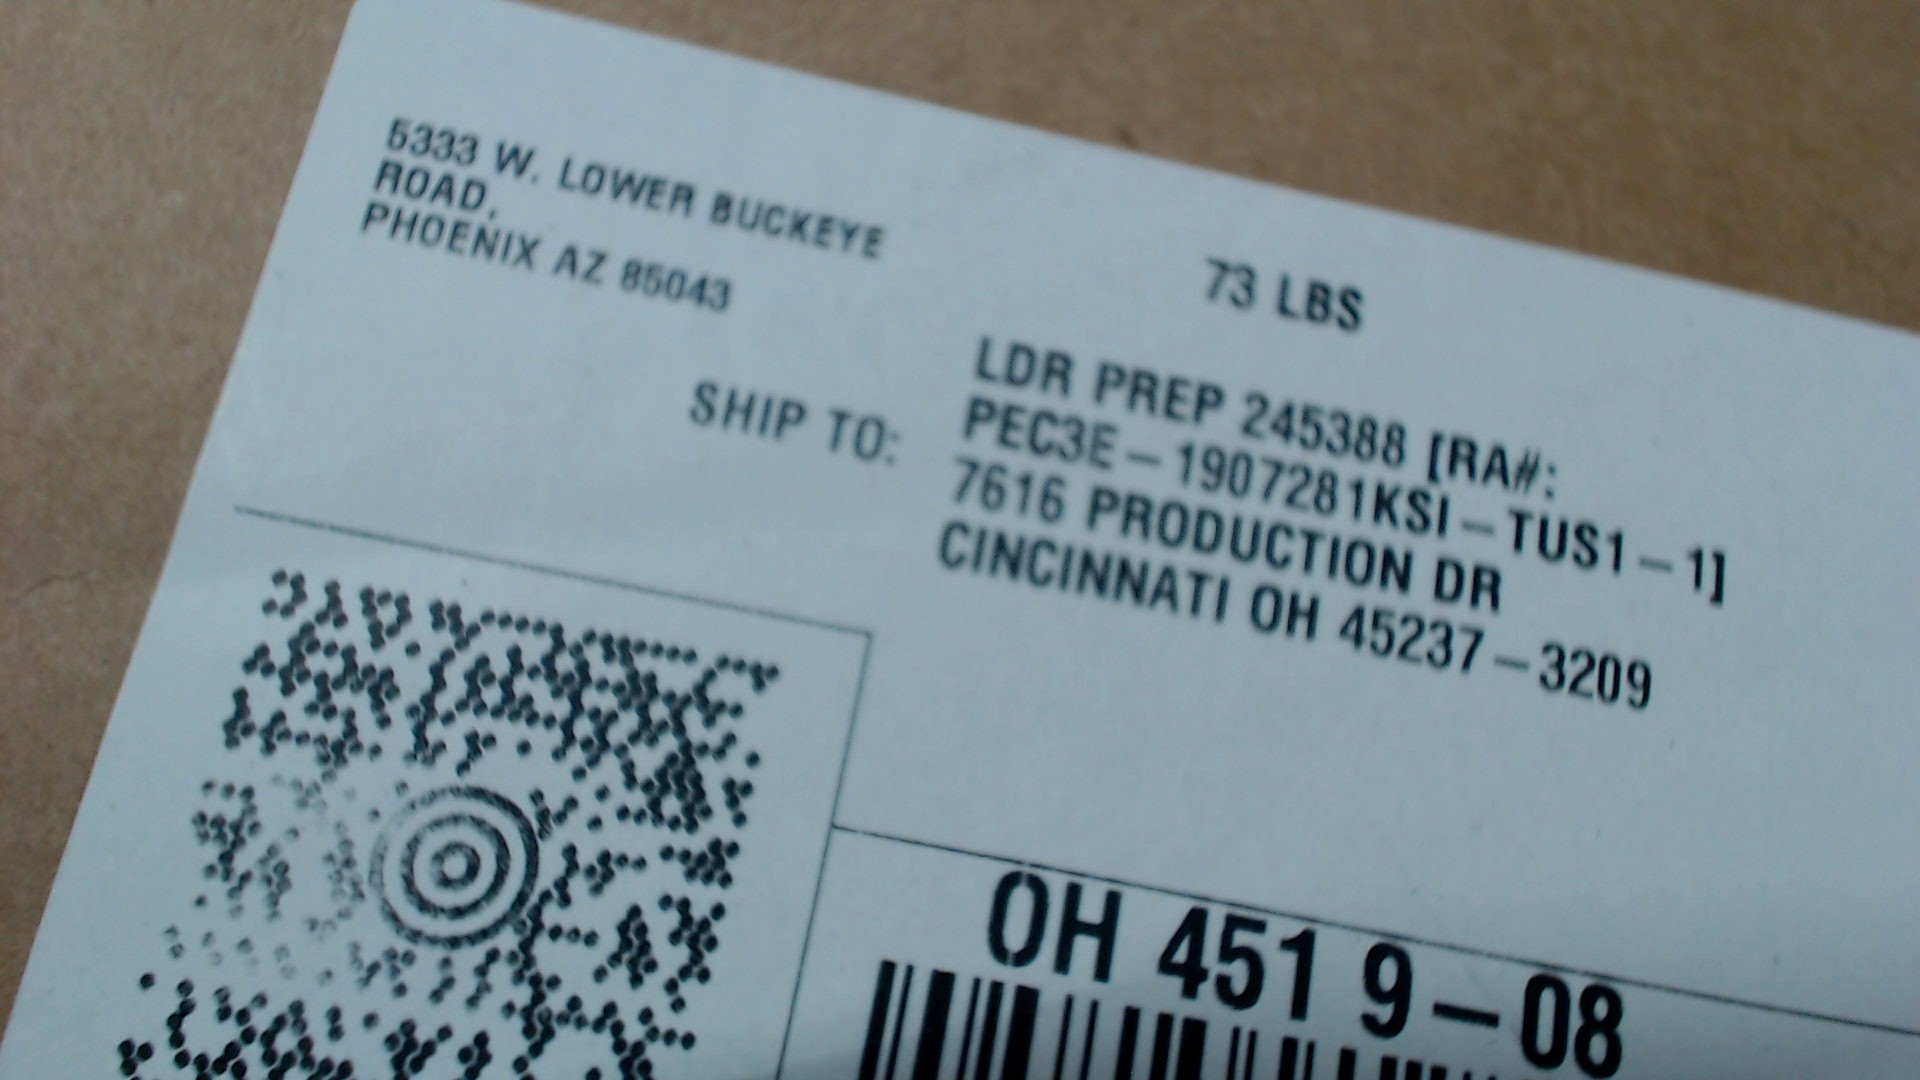 5333 W. LOWER BUCKEYE
ROAD,
PHOENIX AZ 85043
73 LBS
SHIP TO:
LDR PREP 245388 [RA#:
PEC3E-1907281KSI-TUS1-1]
7616 PRODUCTION DR
CINCINNATI OH 45237-3209
OH 451 9-08